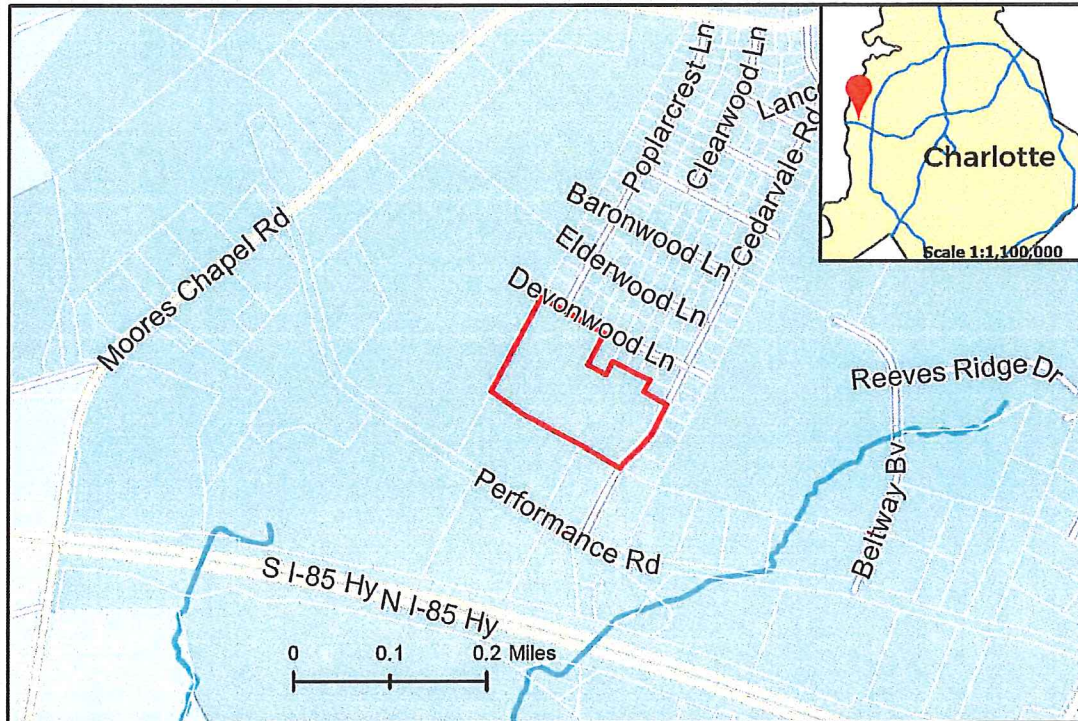 Poplarcrest Ln
Clearwood Ln
Cedarvale Rd
Charlotte
Scale 1:1,100,000
Baronwood Ln
Elderwood Ln
Devonwood Ln
Moores Chapel Rd
Reeves Ridge Dr
Beltway Bv
Performance Rd
S I-85 Hy
N I-85 Hy
0 0.1 0.2 Miles